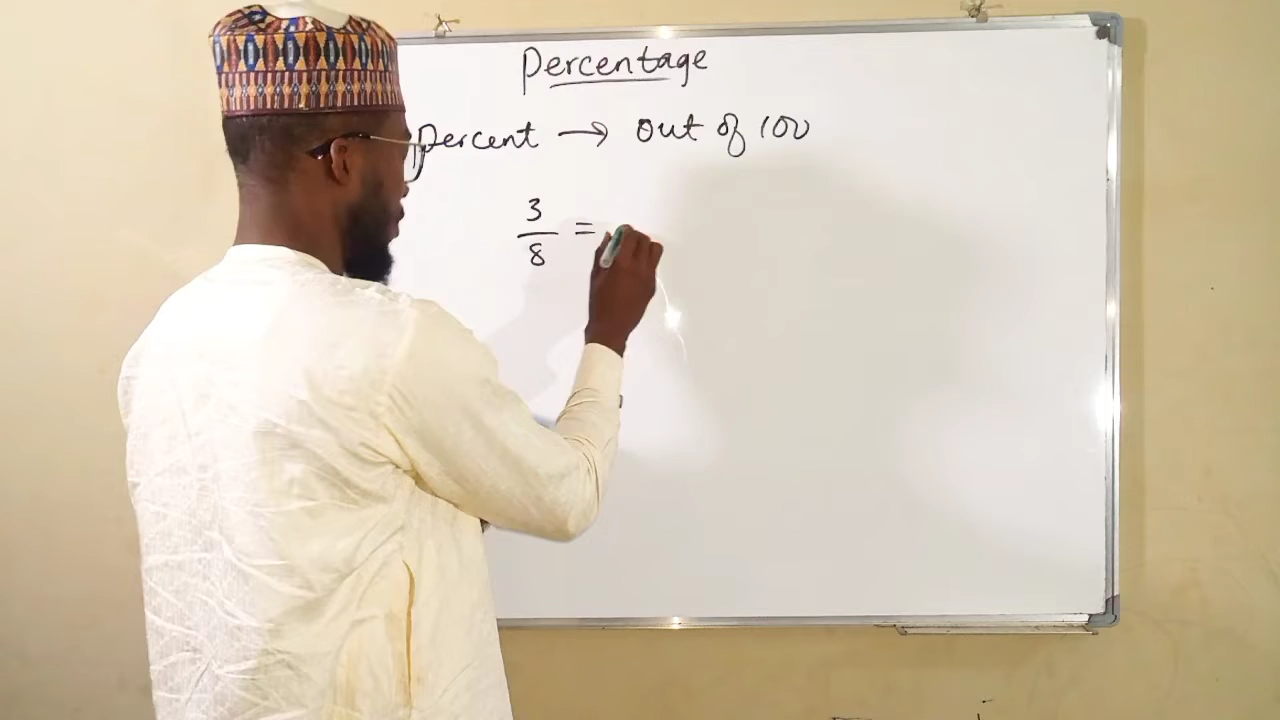 Percentage
Percent → out of 100
3
8 =